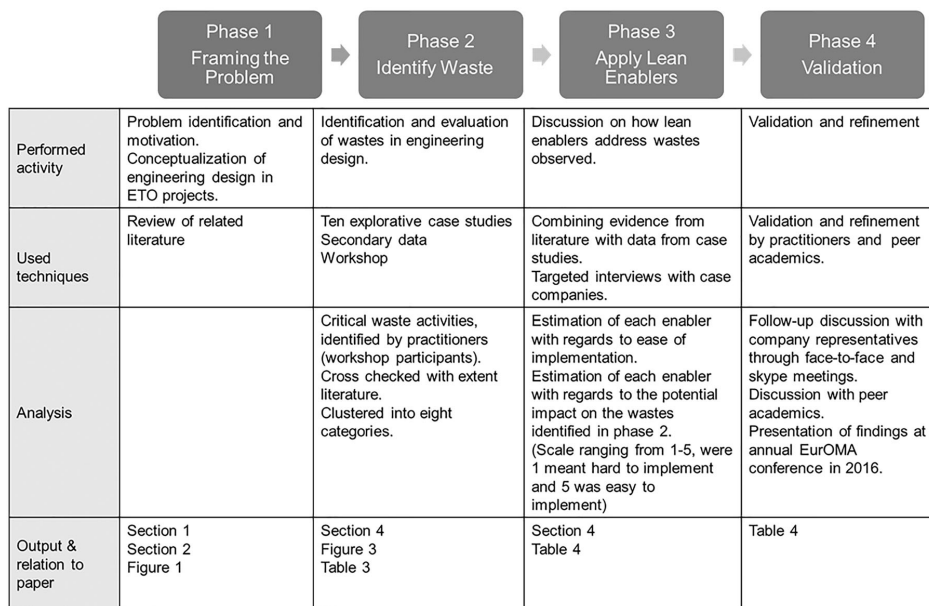 Phase 1
Framing the
Problem
Phase 2
Identify Waste
Phase 3
Apply Lean
Enablers
Phase 4
Validation
Performed
activity
Problem identification and
motivation.
Conceptualization of
engineering design in
ETO projects.
Identification and evaluation
of wastes in engineering
design.
Discussion on how lean
enablers address wastes
observed.
Validation and refinement
Used
techniques
Review of related
literature
Ten explorative case studies
Secondary data
Workshop
Combining evidence from
literature with data from case
studies.
Targeted interviews with case
companies.
Validation and refinement
by practitioners and peer
academics.
Analysis
Critical waste activities,
identified by practitioners
(workshop participants).
Cross checked with extent
literature.
Clustered into eight
categories.
Estimation of each enabler
with regards to ease of
implementation.
Estimation of each enabler
with regards to the potential
impact on the wastes
identified in phase 2.
(Scale ranging from 1-5, were
1 meant hard to implement
and 5 was easy to
implement)
Follow-up discussion with
company representatives
through face-to-face and
skype meetings.
Discussion with peer
academics.
Presentation of findings at
annual EurOMA
conference in 2016.
Output &
relation to
paper
Section 1
Section 2
Figure 1
Section 4
Figure 3
Table 3
Section 4
Table 4
Table 4